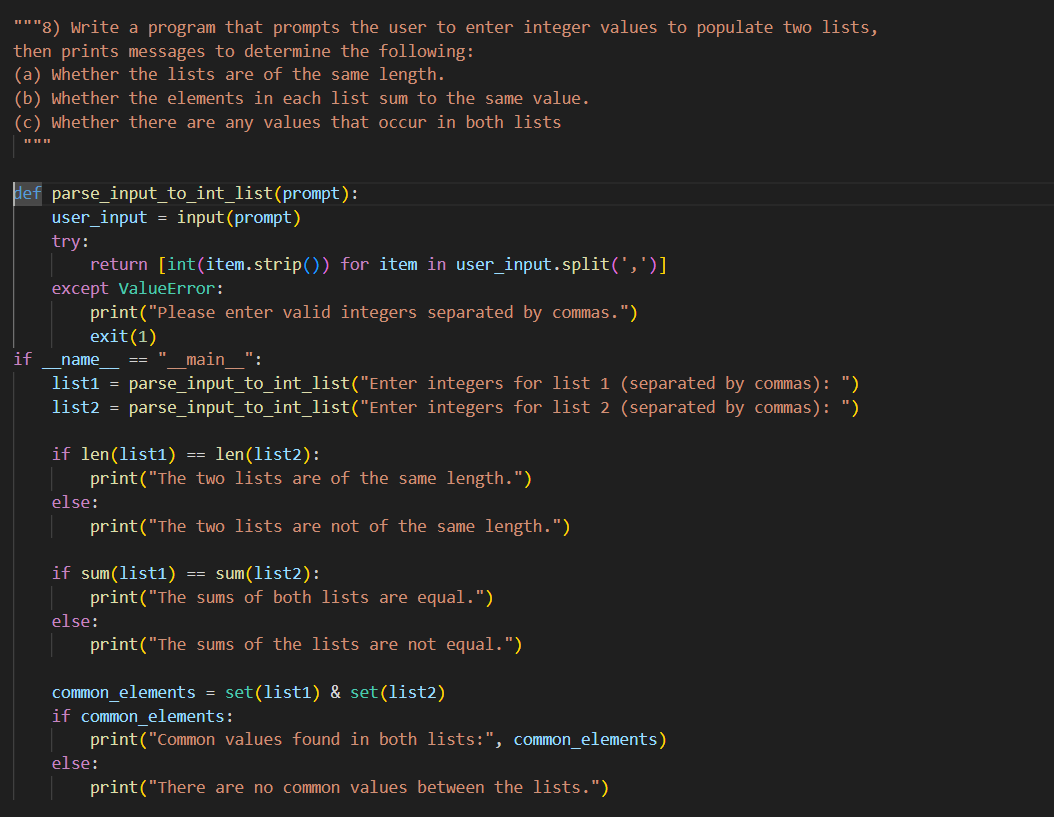 """8) Write a program that prompts the user to enter integer values to populate two lists,
then prints messages to determine the following:
(a) Whether the lists are of the same length.
(b) Whether the elements in each list sum to the same value.
(c) Whether there are any values that occur in both lists
 """

def parse_input_to_int_list(prompt):
    user_input = input(prompt)
    try:
        return [int(item.strip()) for item in user_input.split(',')]
    except ValueError:
        print("Please enter valid integers separated by commas.")
        exit(1)
if __name__ == "__main__":
    list1 = parse_input_to_int_list("Enter integers for list 1 (separated by commas): ")
    list2 = parse_input_to_int_list("Enter integers for list 2 (separated by commas): ")

    if len(list1) == len(list2):
        print("The two lists are of the same length.")
    else:
        print("The two lists are not of the same length.")

    if sum(list1) == sum(list2):
        print("The sums of both lists are equal.")
    else:
        print("The sums of the lists are not equal.")

    common_elements = set(list1) & set(list2)
    if common_elements:
        print("Common values found in both lists:", common_elements)
    else:
        print("There are no common values between the lists.")